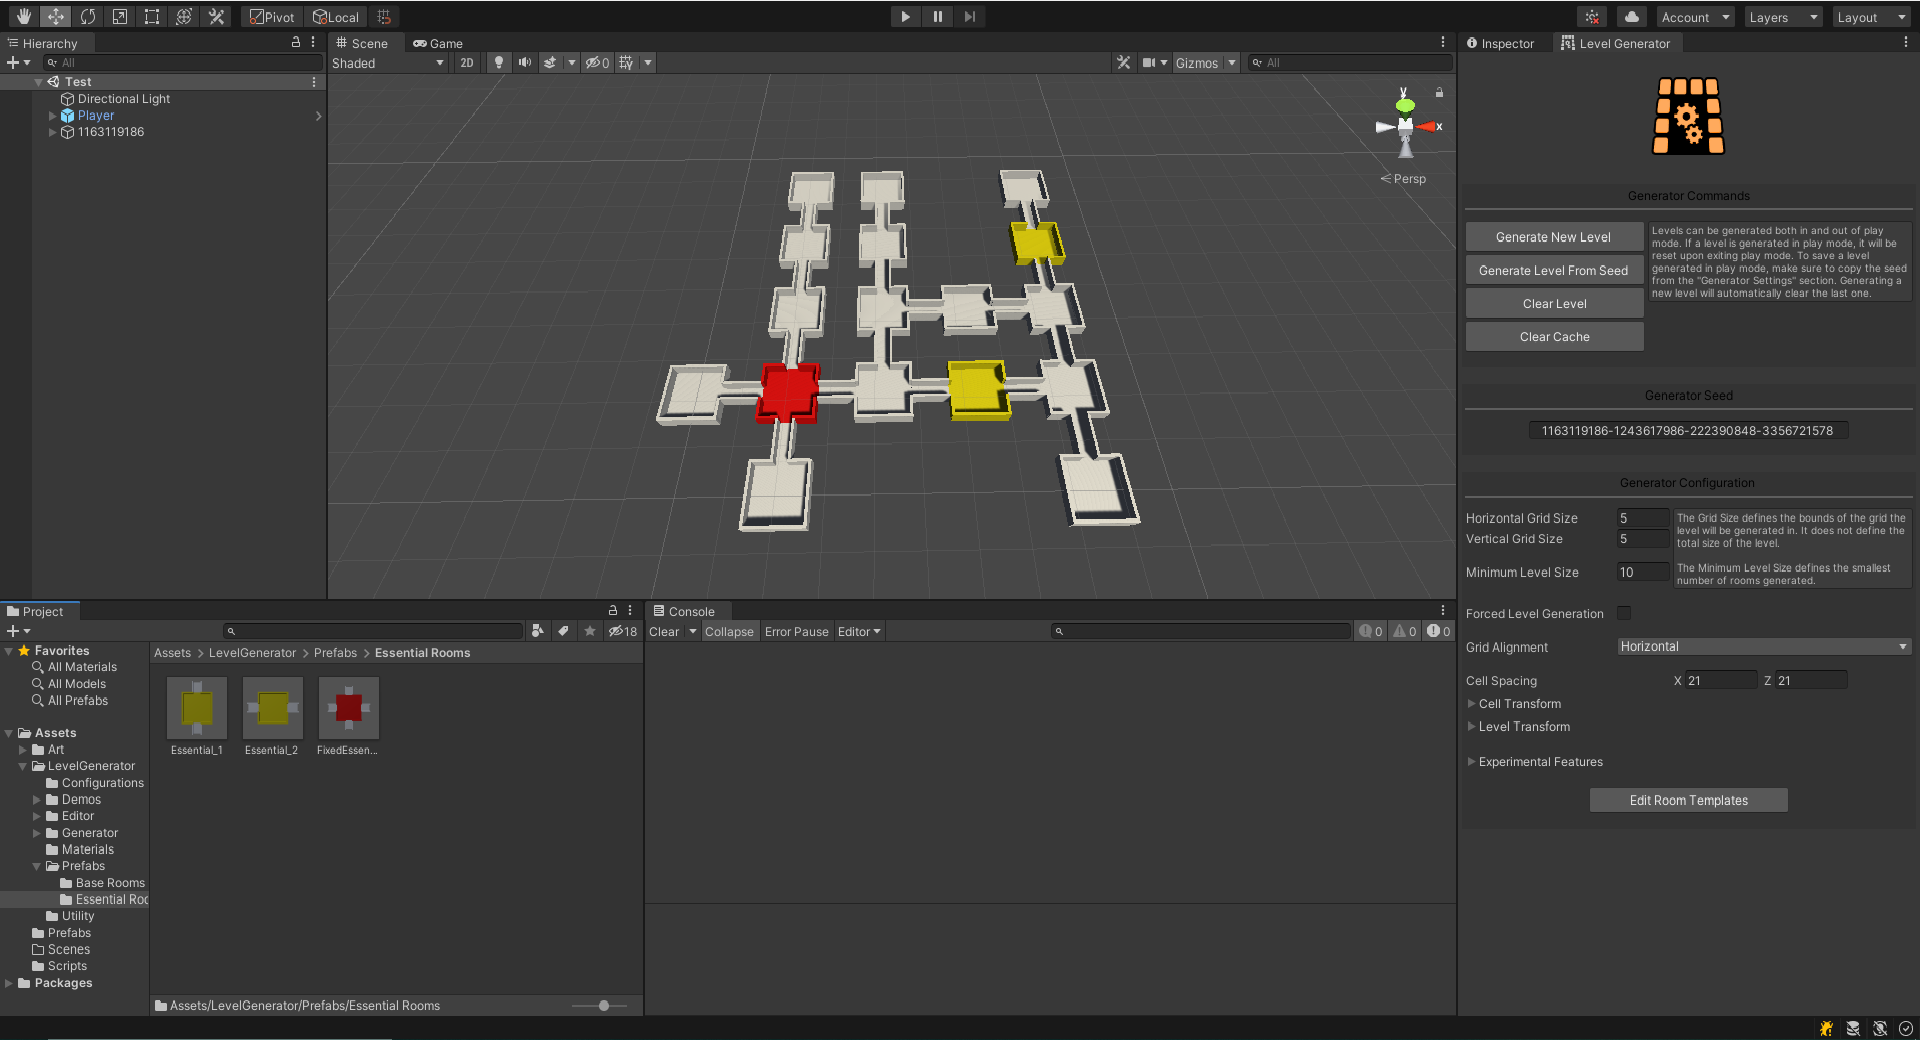 Pivot
Local
Account
Layers
Layout
Hierarchy
All
Test
Directional Light
Player
1163119186
Scene
Game
Shaded
2D
0
Gizmos
All
y
x
Persp
Inspector
Level Generator
Generator Commands
Generate New Level
Generate Level From Seed
Clear Level
Clear Cache
Levels can be generated both in and out of play
mode. If a level is generated in play mode, it will be
reset upon exiting play mode. To save a level
generated in play mode, make sure to copy the seed
from the "Generator Settings" section. Generating a
new level will automatically clear the last one.
Generator Seed
1163119186-1243617986-222390848-3356721578
Generator Configuration
Horizontal Grid Size 5
Vertical Grid Size 5
Minimum Level Size 10
The Grid Size defines the bounds of the grid the
level will be generated in. It does not define the
total size of the level.
The Minimum Level Size defines the smallest
number of rooms generated.
Forced Level Generation
Grid Alignment Horizontal
Cell Spacing X 21 Z 21
Cell Transform
Level Transform
Experimental Features
Edit Room Templates
Project
18
Favorites
All Materials
All Models
All Prefabs
Assets
Art
LevelGenerator
Configurations
Demos
Editor
Generator
Materials
Prefabs
Base Rooms
Essential Roo
Utility
Prefabs
Scenes
Scripts
Packages
Assets > LevelGenerator > Prefabs > Essential Rooms
Essential_1
Essential_2
FixedEssen...
Assets/LevelGenerator/Prefabs/Essential Rooms
Console
Clear
Collapse
Error Pause
Editor
0
0
0